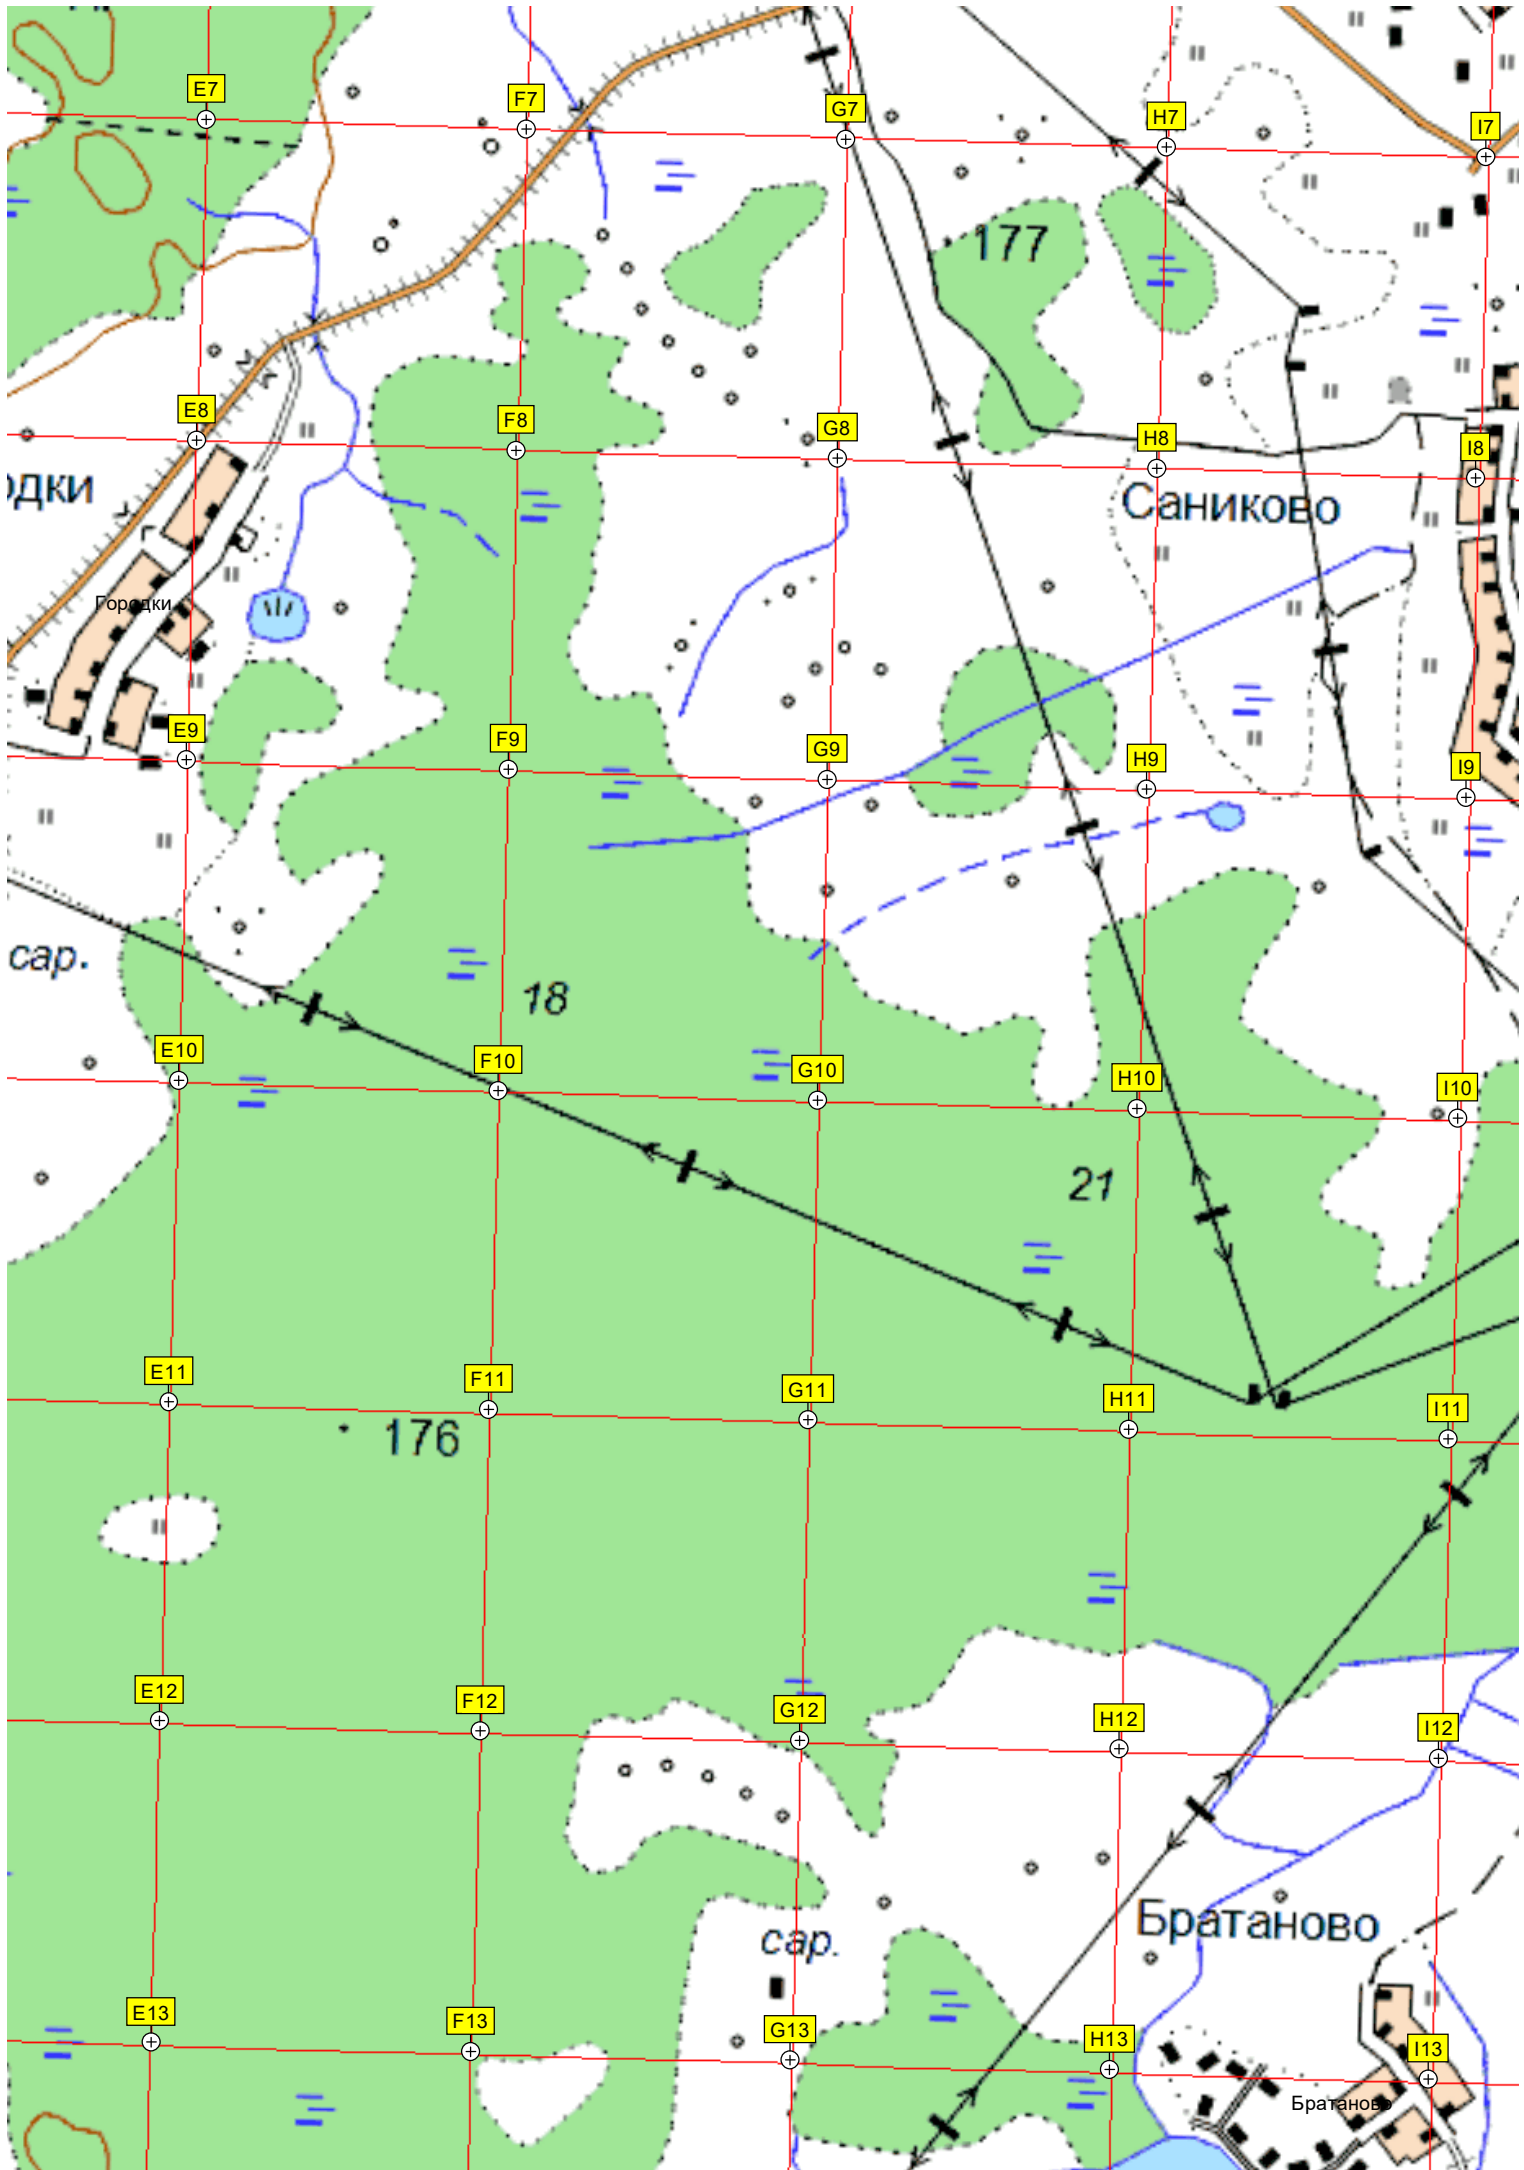 E7
F7
G7
H7
I7
177
E8
F8
G8
H8
I8
одки
Саниково
Городки
E9
F9
G9
H9
I9
сар.
18
E10
F10
G10
H10
I10
21
E11
F11
G11
H11
I11
176
E12
F12
G12
H12
I12
Братаново
сар.
E13
F13
G13
H13
I13
Братаново